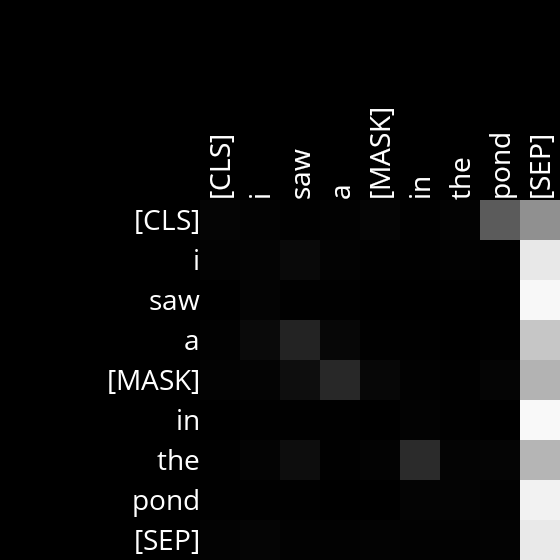 [CLS] i saw a [MASK] in the pond [SEP]
[CLS]
i
saw
a
[MASK]
in
the
pond
[SEP]